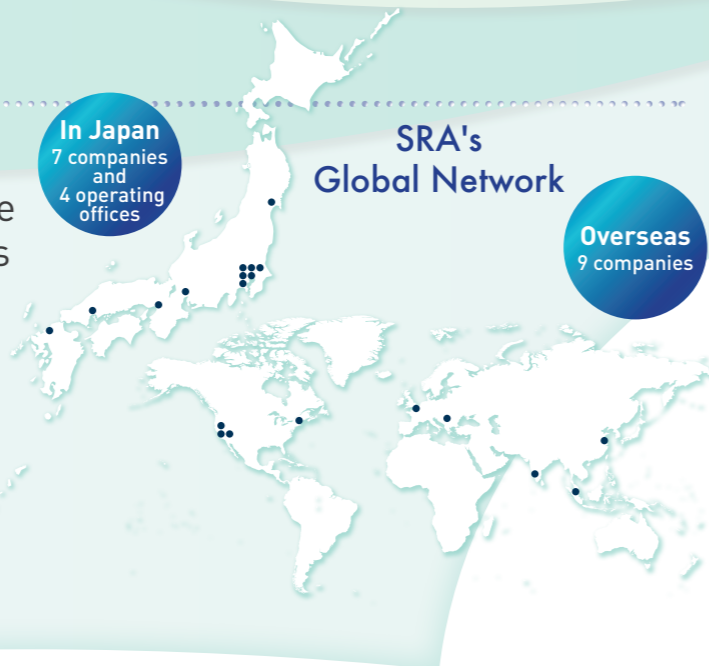 In Japan
7 companies
and
4 operating
offices
SRA's
Global Network
Overseas
9 companies